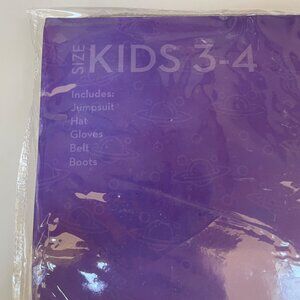 SIZE KIDS 3-4
Includes:
Jumpsuit
Hat
Gloves
Belt
Boots